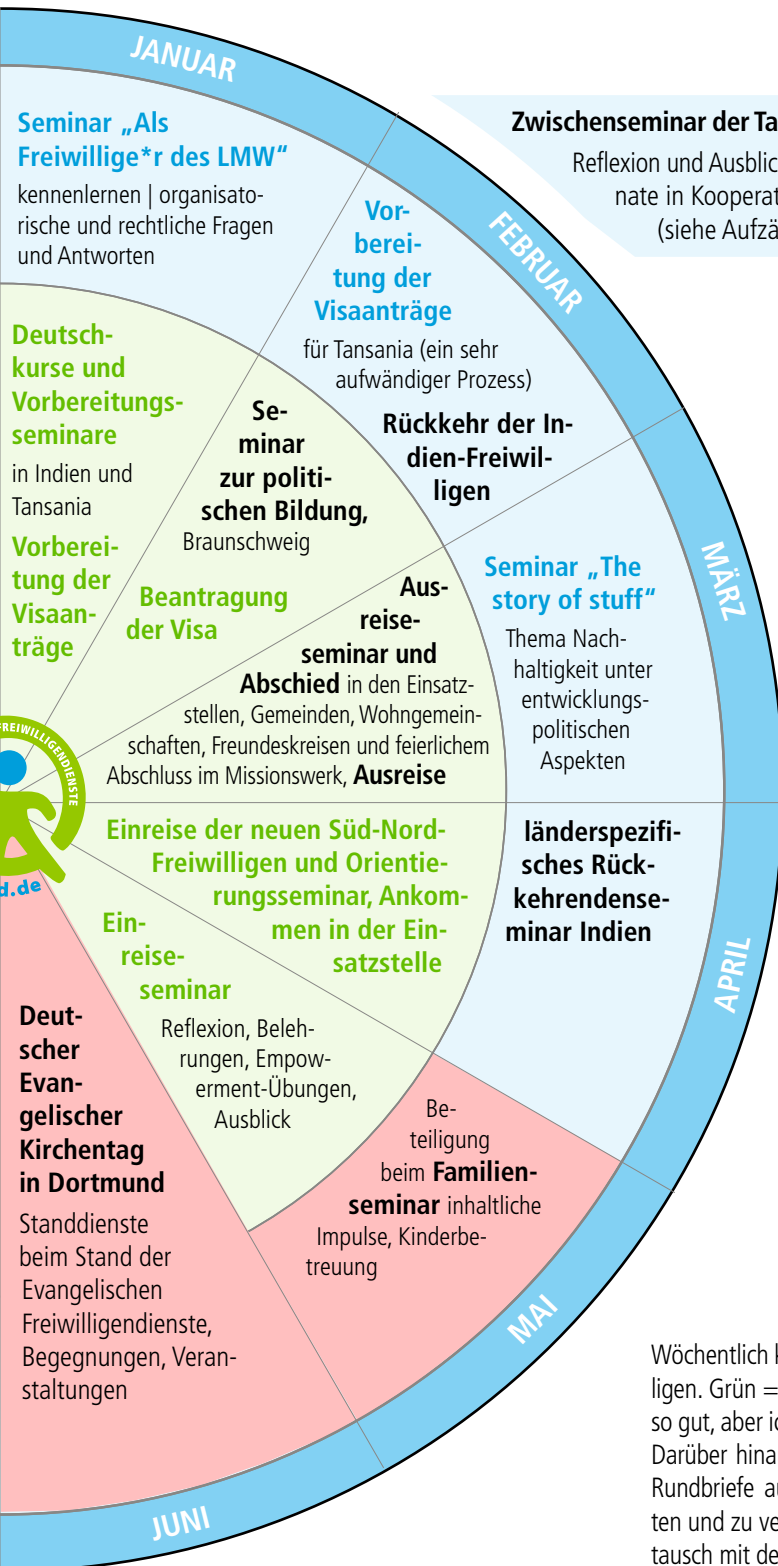 JANUAR
Seminar „Als
Freiwillige*r des LMW“
kennenlernen | organisato-
rische und rechtliche Fragen
und Antworten
Zwischenseminar der Ta
Reflexion und Ausblic
nate in Kooperat
(siehe Aufzä
FEBRUAR
Vor-
berei-
tung der
Visaanträge
für Tansania (ein sehr
aufwändiger Prozess)
Rückkehr der In-
dien-Freiwil-
ligen
Deutsch-
kurse und
Vorbereitungs-
seminare
in Indien und
Tansania
Vorberei-
tung der
Visaan-
träge
Se-
minar
zur politi-
schen Bildung,
Braunschweig
Beantragung
der Visa
MÄRZ
Seminar „The
story of stuff“
Thema Nach-
haltigkeit unter
entwicklungs-
politischen
Aspekten
Aus-
reise-
seminar und
Abschied in den Einsatz-
stellen, Gemeinden, Wohngemein-
schaften, Freundeskreisen und feierlichem
Abschluss im Missionswerk, Ausreise
FREIWILLIGENDIENSTE
d.de
Einreise der neuen Süd-Nord-
Freiwilligen und Orientie-
rungsseminar, Ankom-
men in der Ein-
satzstelle
länderspezifi-
sches Rück-
kehrendense-
minar Indien
APRIL
Ein-
reise-
seminar
Reflexion, Beleh-
rungen, Empow-
erment-Übungen,
Ausblick
Be-
teiligung
beim Familien-
seminar inhaltliche
Impulse, Kinderbe-
treuung
MAI
Deut-
scher
Evan-
gelischer
Kirchentag
in Dortmund
Standdienste
beim Stand der
Evangelischen
Freiwilligendienste,
Begegnungen, Veran-
staltungen
JUNI
Wöchentlich
ligen. Grün =
so gut, aber ic
Darüber hina
Rundbriefe au
ten und zu ve
tausch mit de